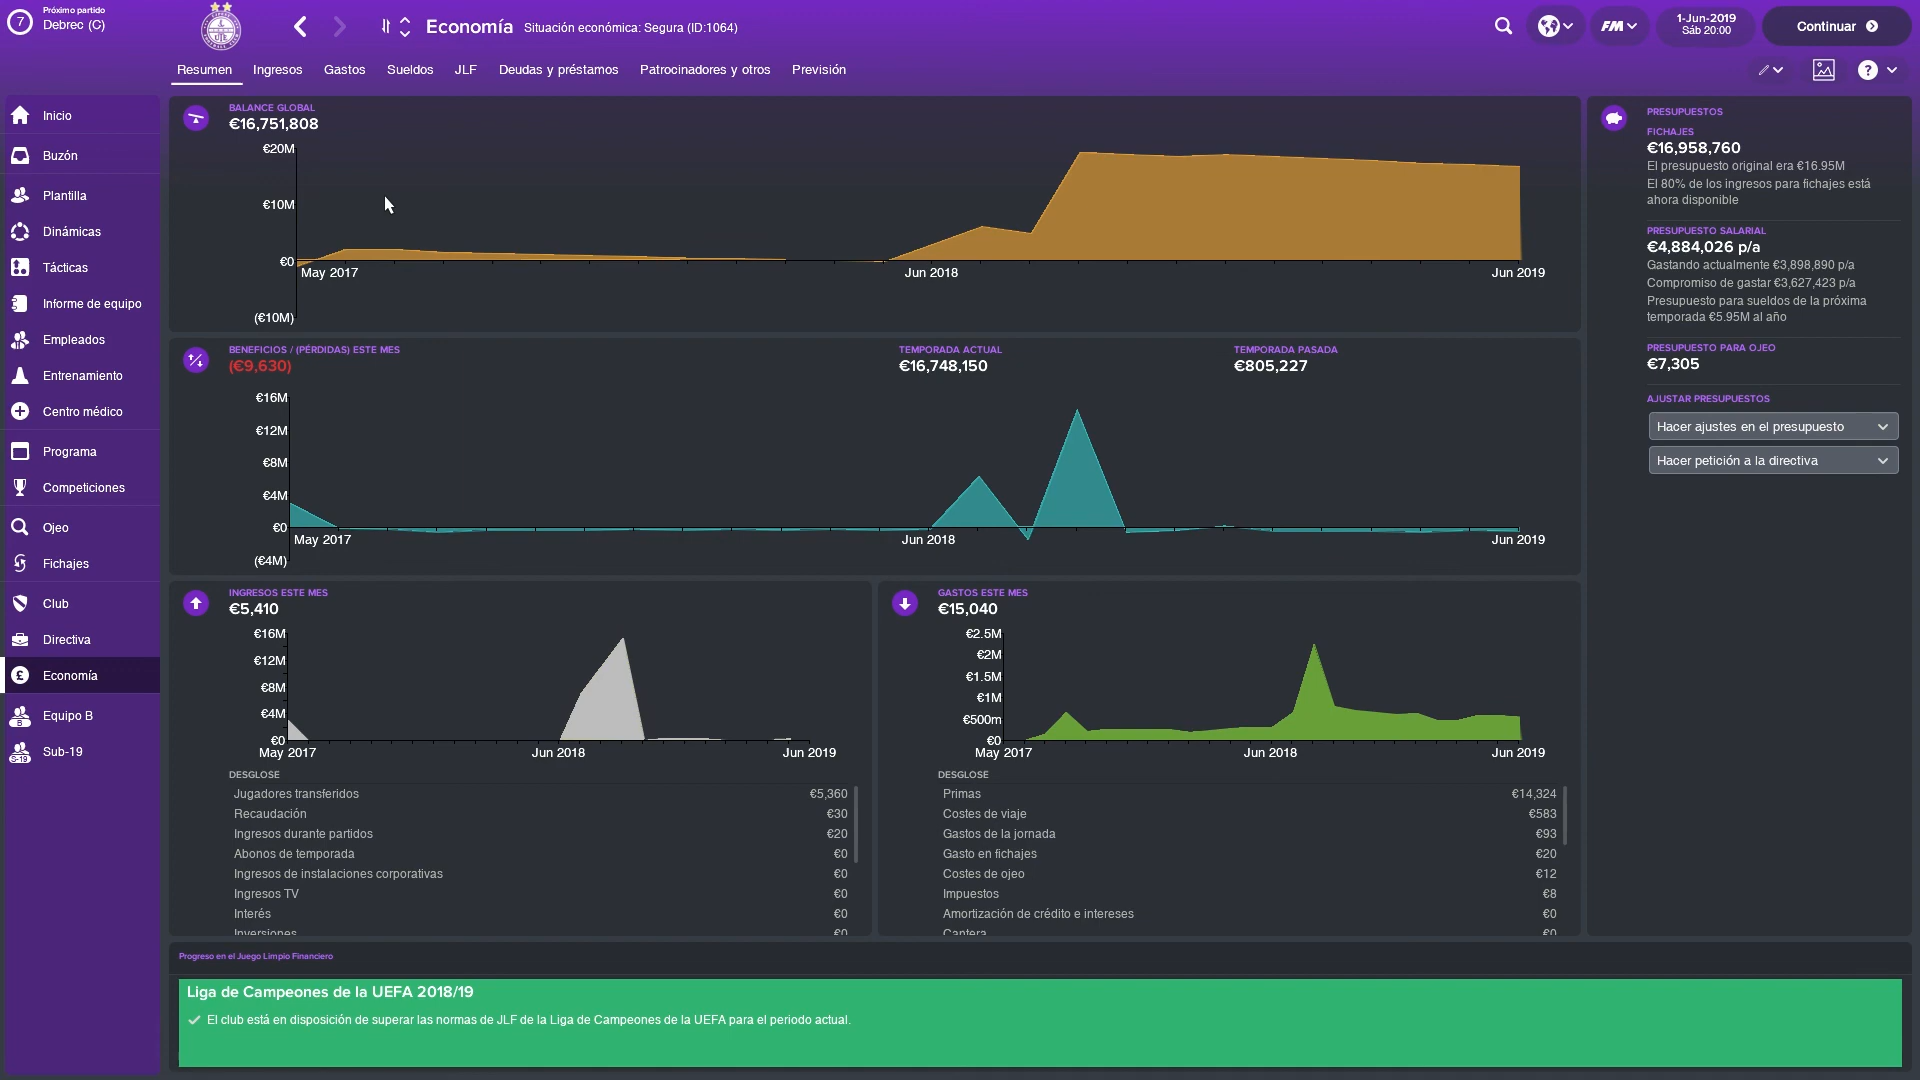 7
Próximo partido
Debrec (C)
Economía
Situación económica: Segura (ID:1064)
FM
1-Jun-2019
Sáb 20:00
Continuar
Resumen
Ingresos
Gastos
Sueldos
JLF
Deudas y préstamos
Patrocinadores y otros
Previsión
?
Inicio
Buzón
Plantilla
Dinámicas
Tácticas
Informe de equipo
Empleados
Entrenamiento
Centro médico
Programa
Competiciones
Ojeo
Fichajes
Club
Directiva
£
Economía
B
Equipo B
S-19
Sub-19
BALANCE GLOBAL
€16,751,808
€20M
€10M
€0
(€10M)
May 2017
Jun 2018
Jun 2019
BENEFICIOS / (PÉRDIDAS) ESTE MES
(€9,630)
TEMPORADA ACTUAL
€16,748,150
TEMPORADA PASADA
€805,227
€16M
€12M
€8M
€4M
€0
(€4M)
May 2017
Jun 2018
Jun 2019
INGRESOS ESTE MES
€5,410
€16M
€12M
€8M
€4M
€0
May 2017
Jun 2018
Jun 2019
DESGLOSE
Jugadores transferidos €5,360
Recaudación €30
Ingresos durante partidos €20
Abonos de temporada €0
Ingresos de instalaciones corporativas €0
Ingresos TV €0
Interés €0
Inversiones €0
GASTOS ESTE MES
€15,040
€2.5M
€2M
€1.5M
€1M
€500m
€0
May 2017
Jun 2018
Jun 2019
DESGLOSE
Primas €14,324
Costes de viaje €583
Gastos de la jornada €93
Gasto en fichajes €20
Costes de ojeo €12
Impuestos €8
Amortización de crédito e intereses €0
Cantera €0
PRESUPUESTOS
FICHAJES
€16,958,760
El presupuesto original era €16.95M
El 80% de los ingresos para fichajes está
ahora disponible
PRESUPUESTO SALARIAL
€4,884,026 p/a
Gastando actualmente €3,898,890 p/a
Compromiso de gastar €3,627,423 p/a
Presupuesto para sueldos de la próxima
temporada €5.95M al año
PRESUPUESTO PARA OJEO
€7,305
AJUSTAR PRESUPUESTOS
Hacer ajustes en el presupuesto
Hacer petición a la directiva
Progreso en el Juego Limpio Financiero
Liga de Campeones de la UEFA 2018/19
El club está en disposición de superar las normas de JLF de la Liga de Campeones de la UEFA para el periodo actual.